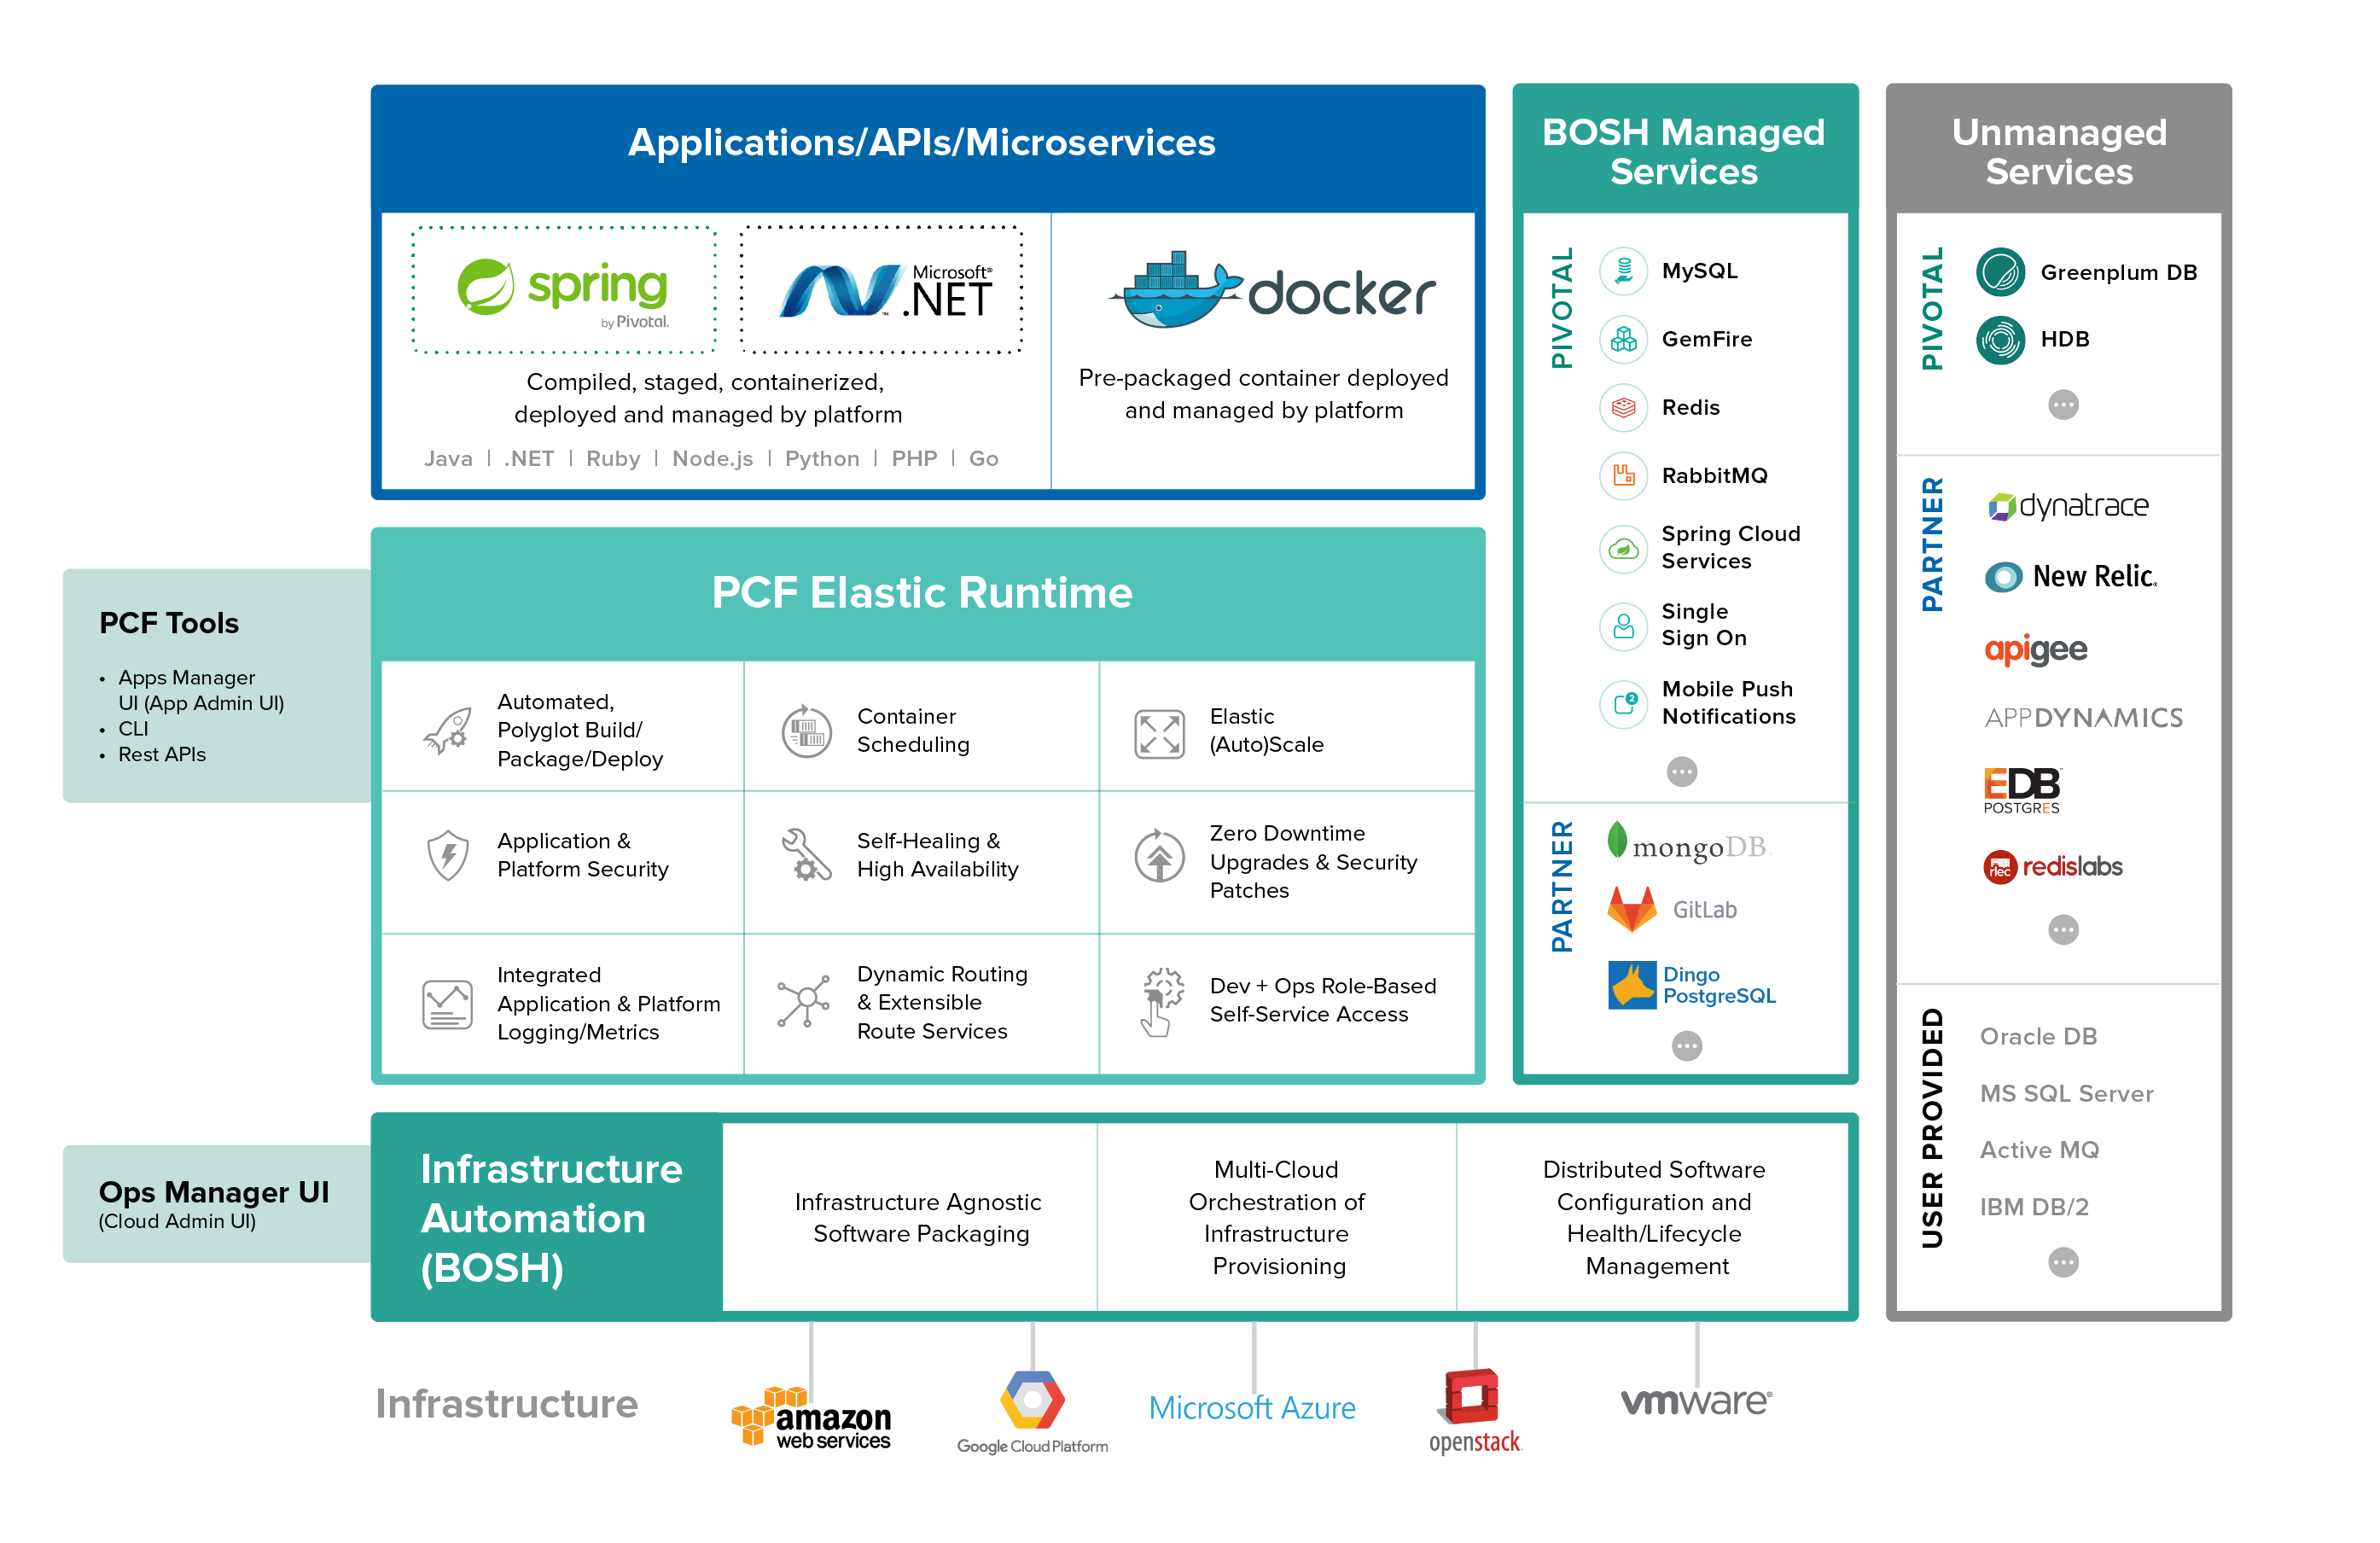 Applications/APIs/Microservices
spring
by Pivotal.
Microsoft®
.NET
™
Compiled, staged, containerized,
deployed and managed by platform
Java | .NET | Ruby | Node.js | Python | PHP | Go
docker
Pre-packaged container deployed
and managed by platform
PCF Tools
• Apps Manager
UI (App Admin UI)
• CLI
• Rest APIs
PCF Elastic Runtime
Automated,
Polyglot Build/
Package/Deploy
Container
Scheduling
Elastic
(Auto)Scale
Application &
Platform Security
Self-Healing &
High Availability
Zero Downtime
Upgrades & Security
Patches
Integrated
Application & Platform
Logging/Metrics
Dynamic Routing
& Extensible
Route Services
Dev + Ops Role-Based
Self-Service Access
BOSH Managed
Services
PIVOTAL
MySQL
GemFire
Redis
RabbitMQ
Spring Cloud
Services
Single
Sign On
2
Mobile Push
Notifications
PARTNER
mongoDB
GitLab
Dingo
PostgreSQL
Unmanaged
Services
PIVOTAL
Greenplum DB
HDB
PARTNER
dynatrace
New Relic®
apigee
APPDYNAMICS
EDB™
POSTGRES
rlec
redislabs
USER PROVIDED
Oracle DB
MS SQL Server
Active MQ
IBM DB/2
Ops Manager UI
(Cloud Admin UI)
Infrastructure
Automation
(BOSH)
Infrastructure Agnostic
Software Packaging
Multi-Cloud
Orchestration of
Infrastructure
Provisioning
Distributed Software
Configuration and
Health/Lifecycle
Management
Infrastructure
amazon
web services
Google Cloud Platform
Microsoft Azure
openstack
vmware®